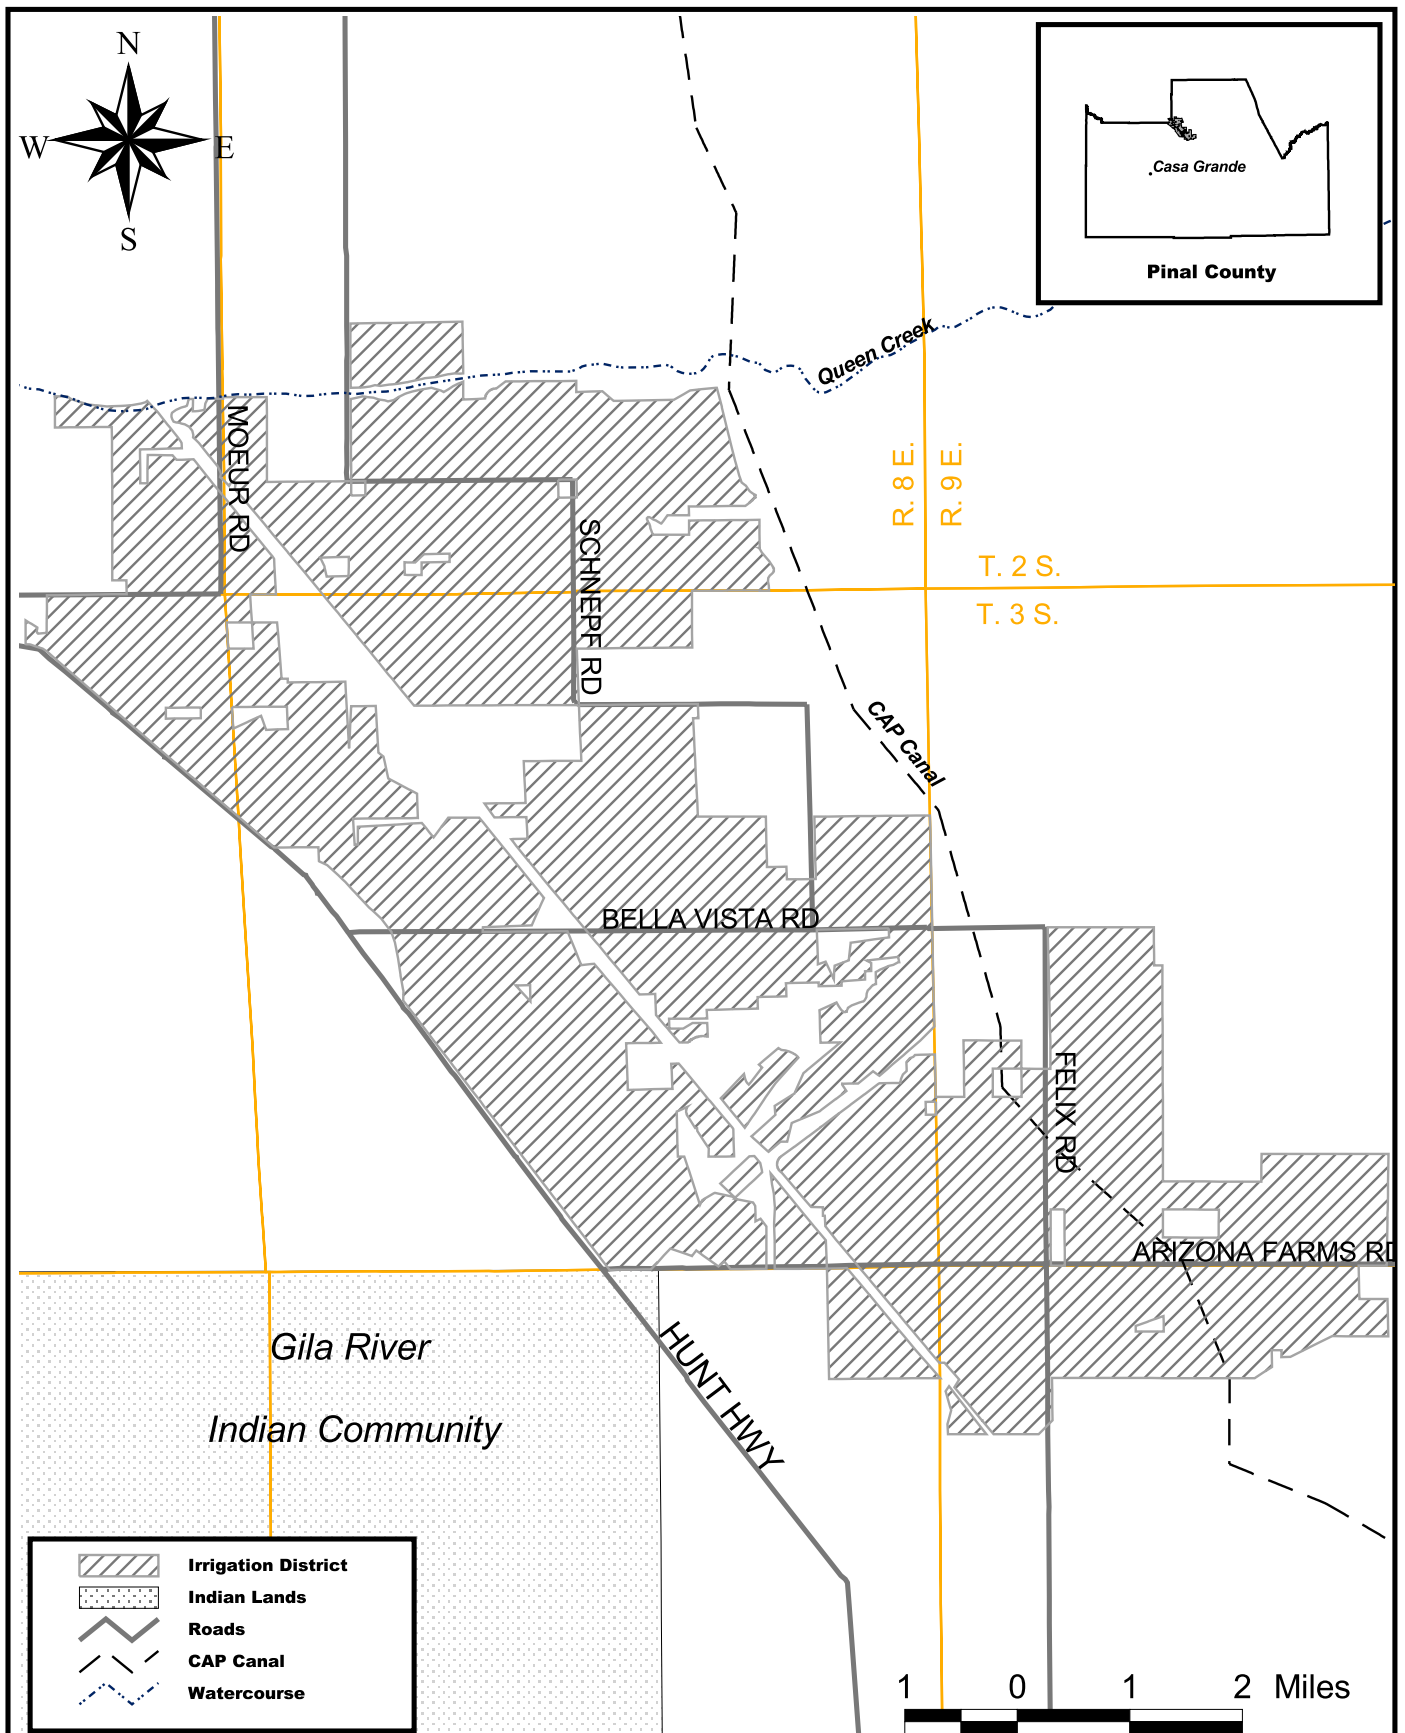 N
W
E
S
Casa Grande
Pinal County
Queen Creek
MOEUR RD
R. 8 E.
R. 9 E.
SCHNEPF RD
T. 2 S.
T. 3 S.
CAP Canal
BELLA VISTA RD
FELIX RD
ARIZONA FARMS RD
Gila River
Indian Community
HUNT HWY
Irrigation District
Indian Lands
Roads
CAP Canal
Watercourse
1 0 1 2 Miles